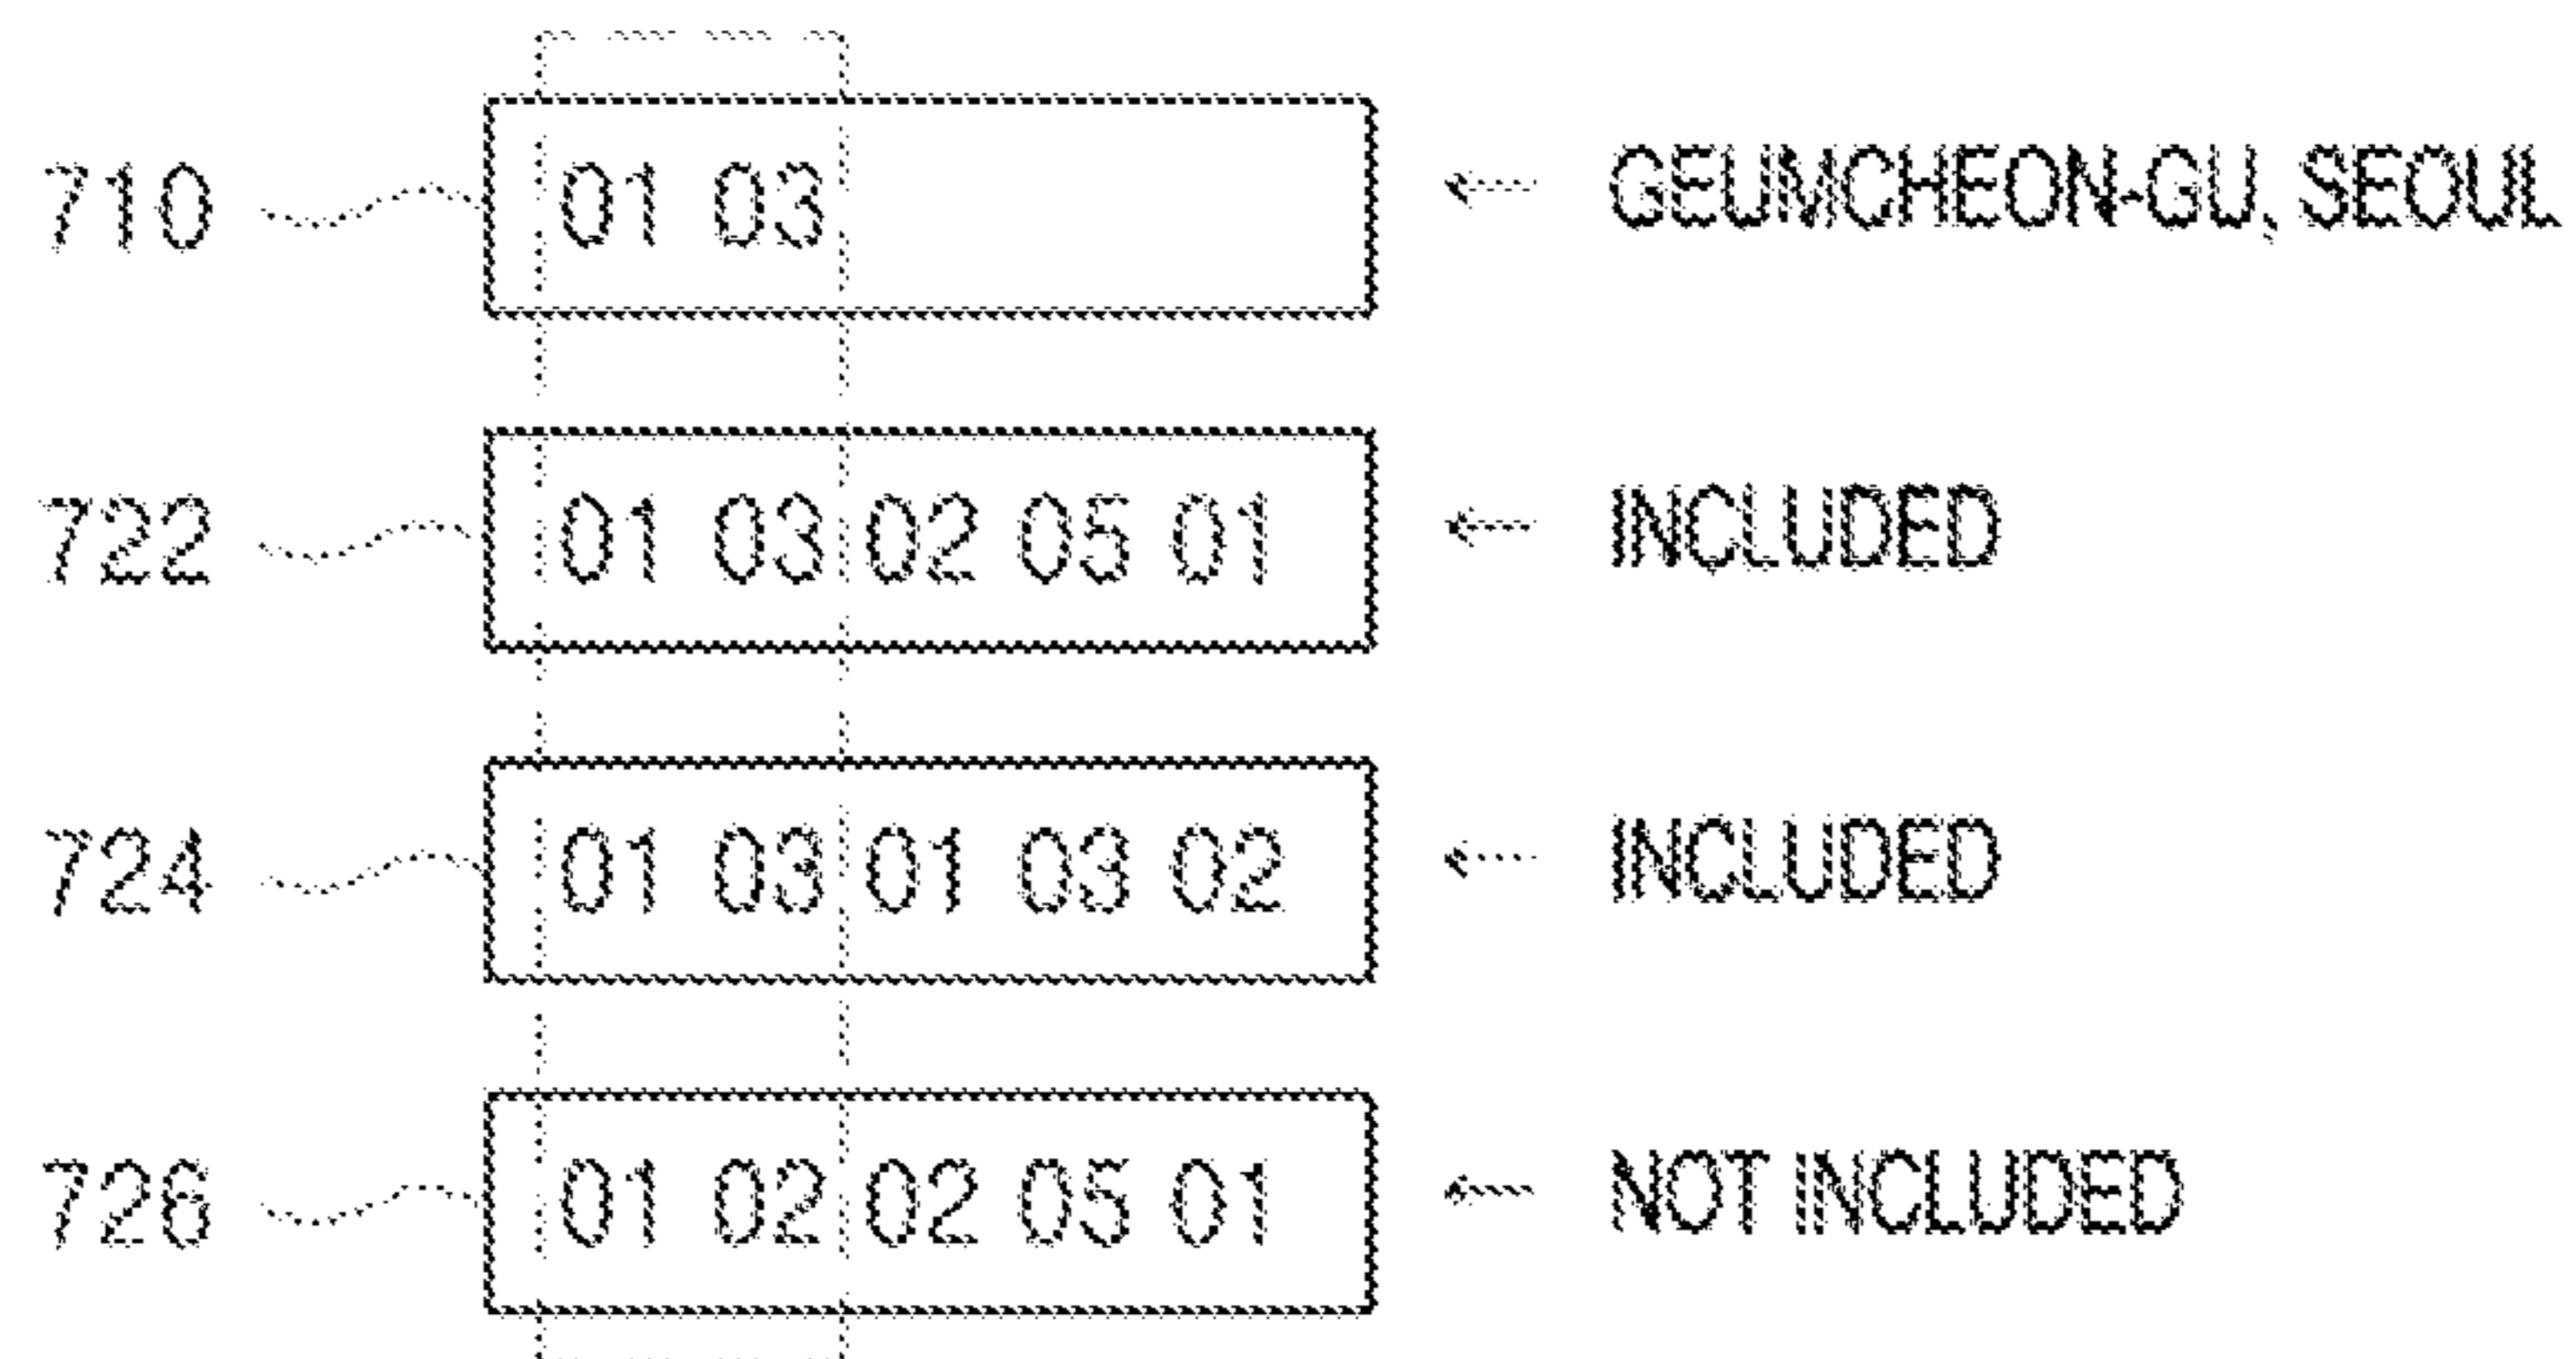 710 01 03 GEUMCHEON-GU, SEOUL
722 01 03 02 05 01 INCLUDED
724 01 03 01 03 02 INCLUDED
726 01 02 02 05 01 NOT INCLUDED